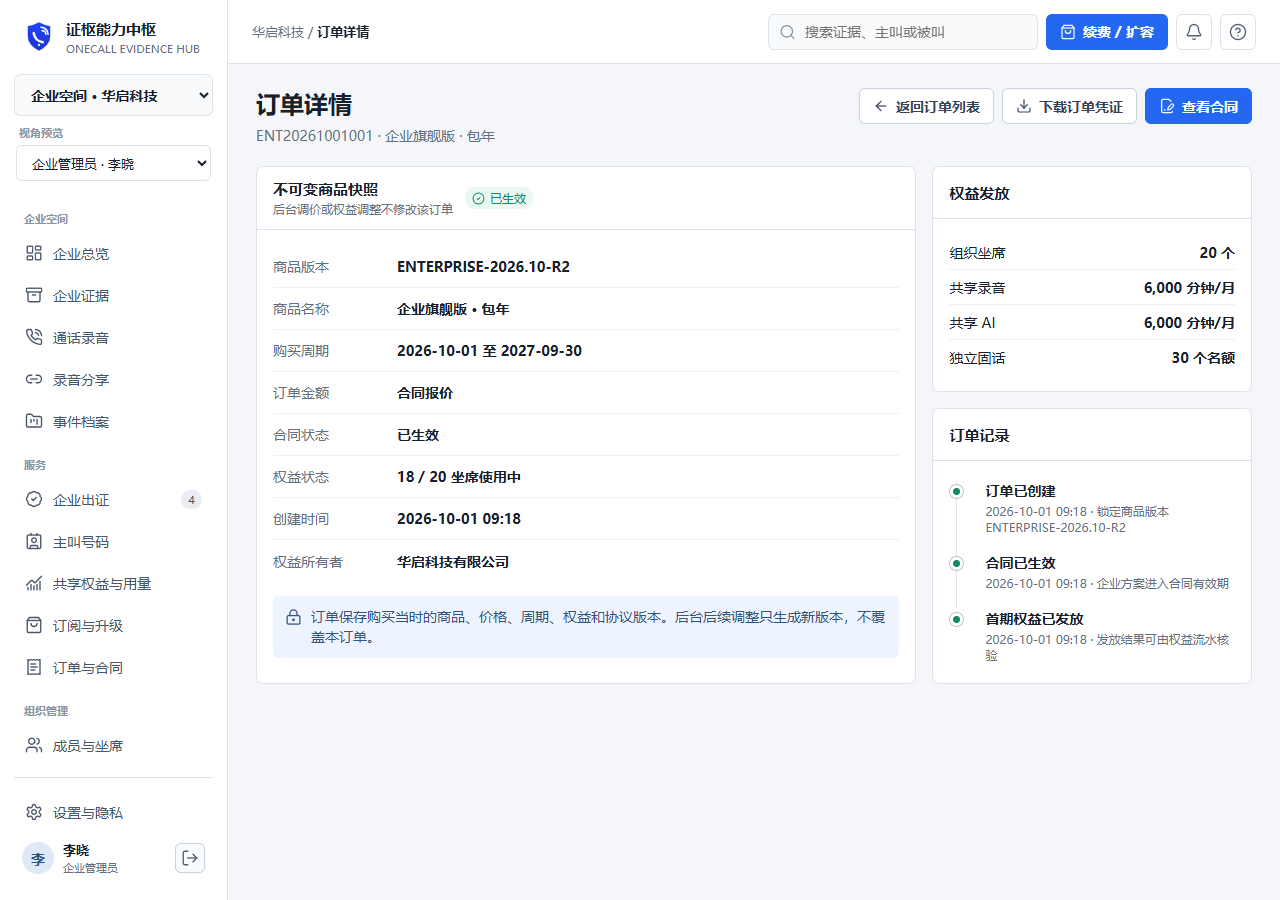 证枢能力中枢
ONECALL EVIDENCE HUB
企业空间 • 华启科技
视角预览
企业管理员 · 李晓
企业空间
企业总览
企业证据
通话录音
录音分享
事件档案
服务
企业出证
4
主叫号码
共享权益与用量
订阅与升级
订单与合同
组织管理
成员与坐席
设置与隐私
李
李晓
企业管理员
华启科技 / 订单详情
搜索证据、主叫或被叫
续费 / 扩容
订单详情
ENT20261001001 · 企业旗舰版 · 包年
返回订单列表
下载订单凭证
查看合同
不可变商品快照
后台调价或权益调整不修改该订单
已生效
商品版本
ENTERPRISE-2026.10-R2
商品名称
企业旗舰版 • 包年
购买周期
2026-10-01 至 2027-09-30
订单金额
合同报价
合同状态
已生效
权益状态
18 / 20 坐席使用中
创建时间
2026-10-01 09:18
权益所有者
华启科技有限公司
订单保存购买当时的商品、价格、周期、权益和协议版本。后台后续调整只生成新版本，不覆
盖本订单。
权益发放
组织坐席
20 个
共享录音
6,000 分钟/月
共享 AI
6,000 分钟/月
独立固话
30 个名额
订单记录
订单已创建
2026-10-01 09:18 · 锁定商品版本
ENTERPRISE-2026.10-R2
合同已生效
2026-10-01 09:18 · 企业方案进入合同有效期
首期权益已发放
2026-10-01 09:18 · 发放结果可由权益流水核
验